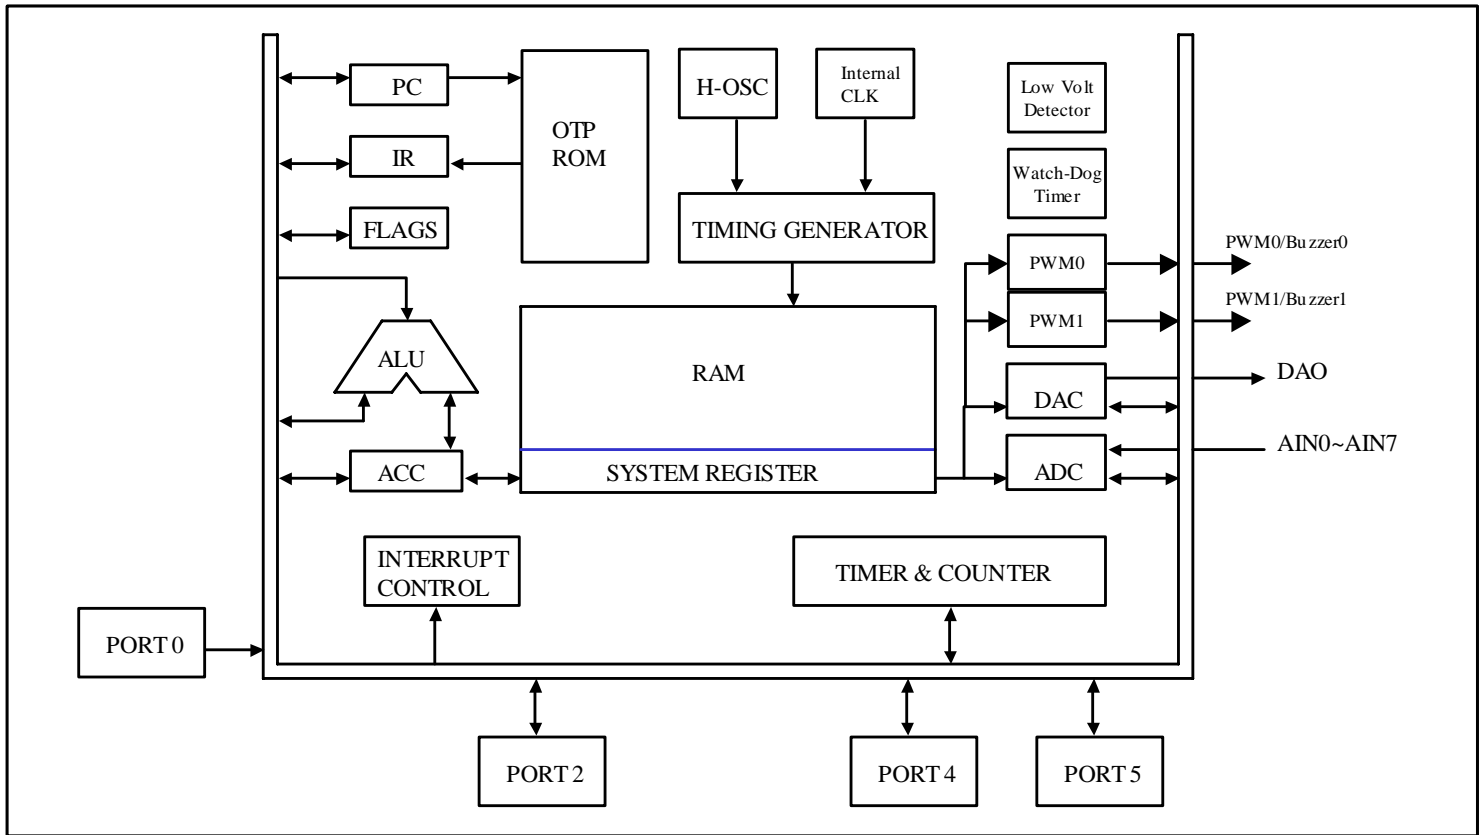 PC
OTP
ROM
H-OSC
Internal
CLK
Low Volt
Detector
IR
Watch-Dog
Timer
FLAGS
TIMING GENERATOR
PWM0
PWM0/Buzzer0
PWM1
PWM1/Buzzer1
ALU
RAM
DAC
DAO
ACC
SYSTEM REGISTER
ADC
AIN0~AIN7
INTERRUPT
CONTROL
TIMER & COUNTER
PORT 0
PORT 2
PORT 4
PORT 5